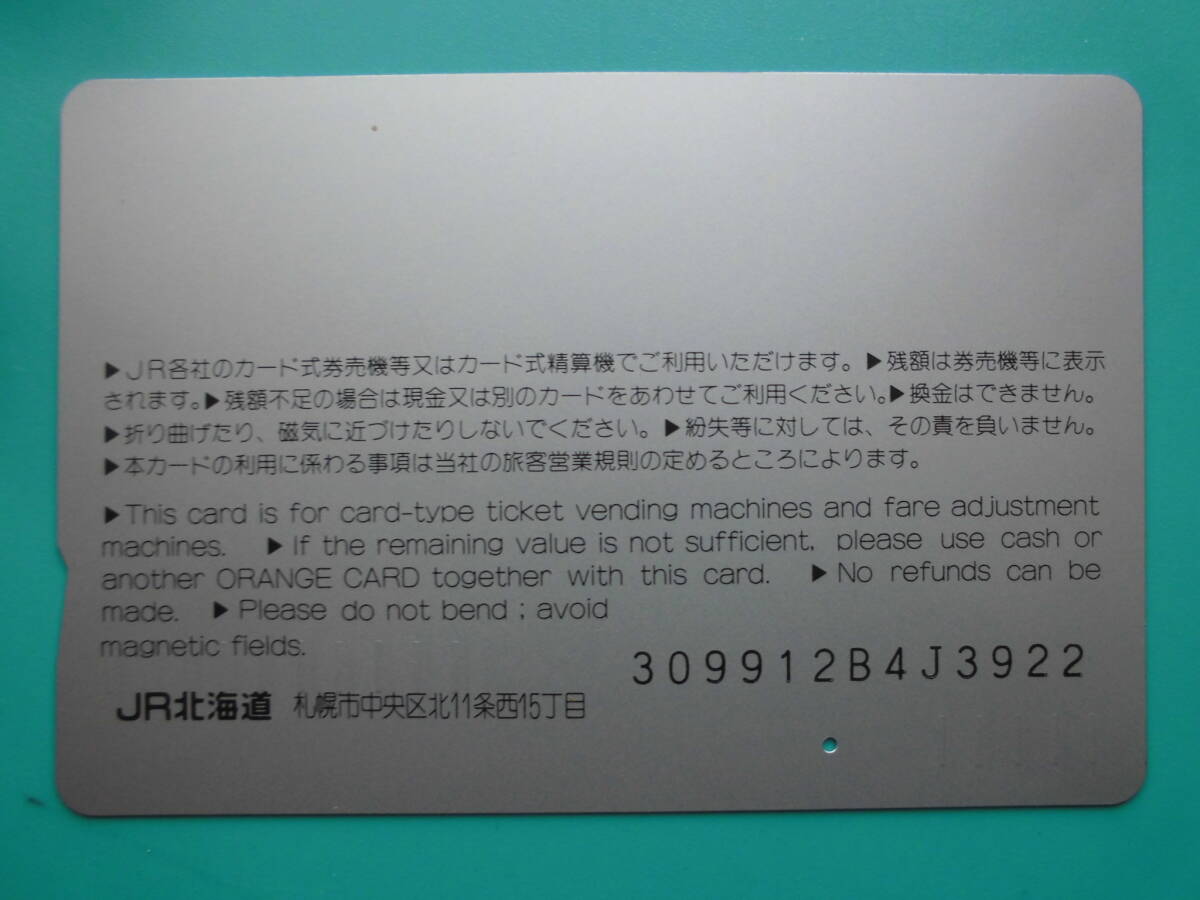 ▶JR各社のカード式券売機等又はカード式精算機でご利用いただけます。▶残額は券売機等に表示
されます。▶残額不足の場合は現金又は別のカードをあわせてご利用ください。▶換金はできません。
▶折り曲げたり、磁気に近づけたりしないでください。▶紛失等に対しては、その責を負いません。
▶本カードの利用に係わる事項は当社の旅客営業規則の定めるところによります。
▶This card is for card-type ticket vending machines and fare adjustment
machines. ▶If the remaining value is not sufficient, please use cash or
another ORANGE CARD together with this card. ▶No refunds can be
made. ▶Please do not bend ; avoid
magnetic fields.
309912B4J3922
JR北海道 札幌市中央区北11条西15丁目